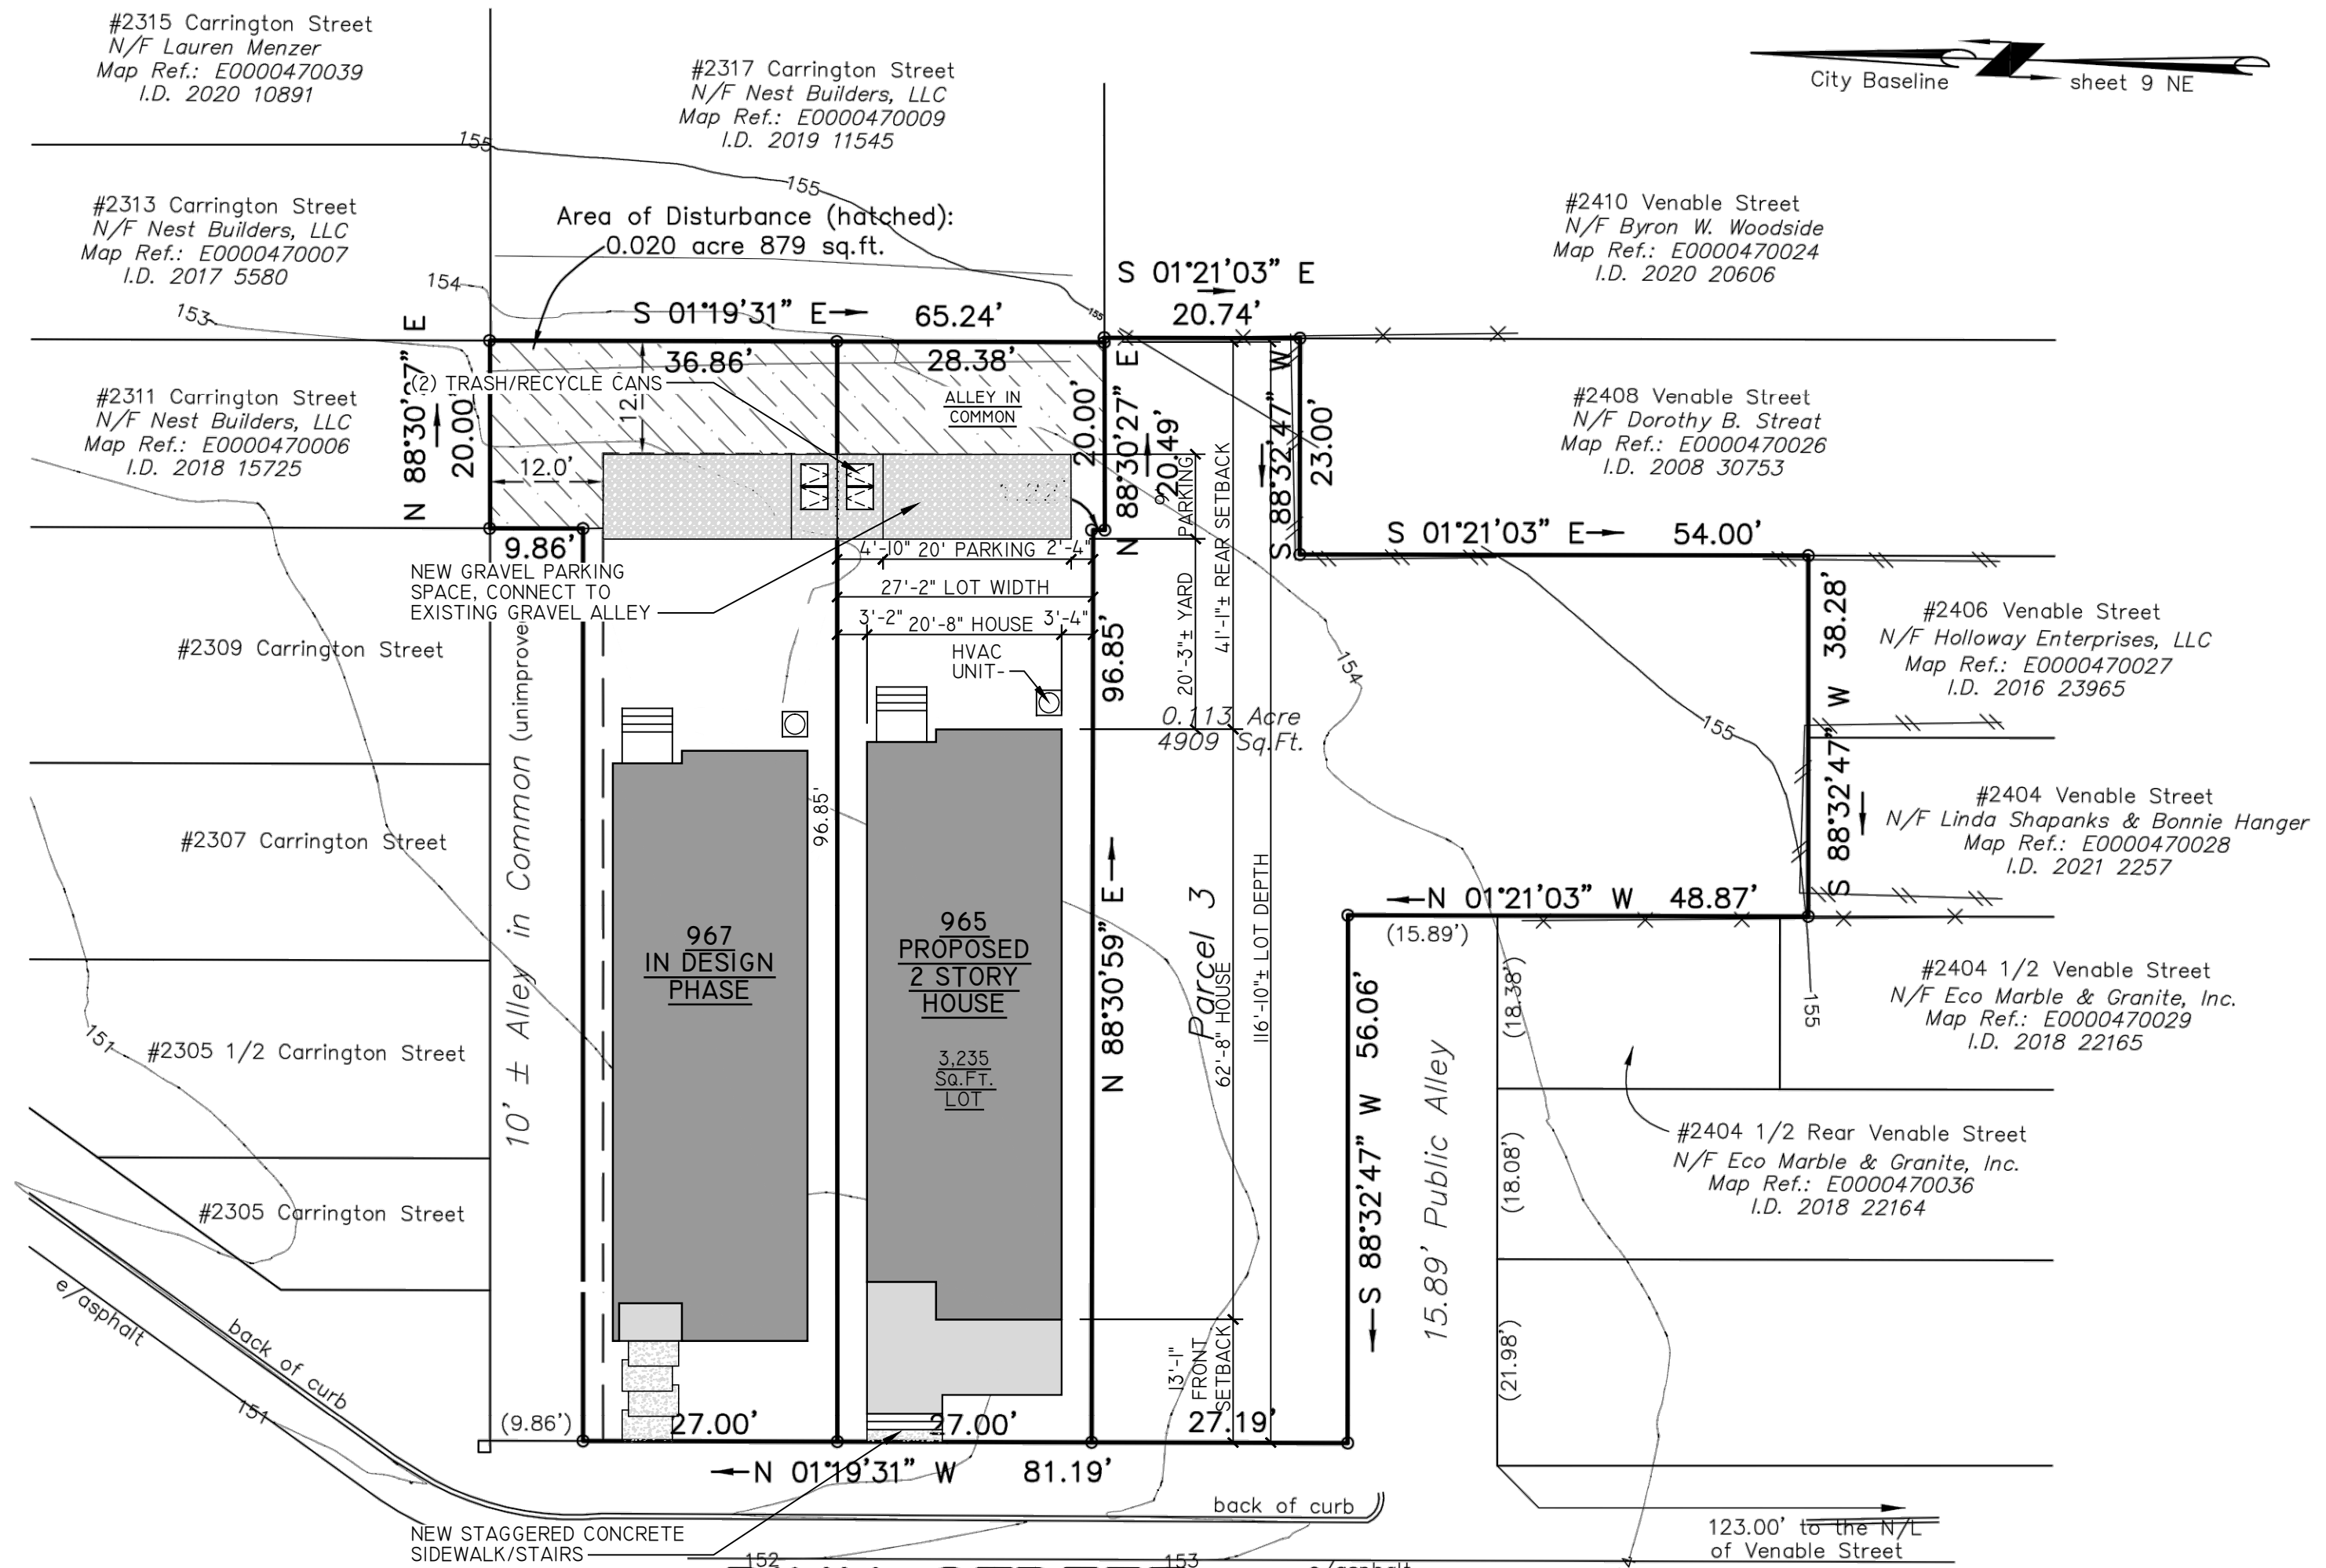 #2315 Carrington Street
N/F Lauren Menzer
Map Ref.: E0000470039
I.D. 2020 10891
#2317 Carrington Street
N/F Nest Builders, LLC
Map Ref.: E0000470009
I.D. 2019 11545
City Baseline
sheet 9 NE
155
155
#2313 Carrington Street
N/F Nest Builders, LLC
Map Ref.: E0000470007
I.D. 2017 5580
Area of Disturbance (hatched):
0.020 acre 879 sq.ft.
#2410 Venable Street
N/F Byron W. Woodside
Map Ref.: E0000470024
I.D. 2020 20606
154
153
155
S 01°21'03" E
20.74'
S 01°19'31" E
65.24'
36.86'
28.38'
#2311 Carrington Street
N/F Nest Builders, LLC
Map Ref.: E0000470006
I.D. 2018 15725
N 88°30'27" E
20.00'
(2) TRASH/RECYCLE CANS
ALLEY IN
COMMON
12.0'
20.00'
N 88°30'27" E
20.49'
S 88°32'47" W
23.00'
#2408 Venable Street
N/F Dorothy B. Streat
Map Ref.: E0000470026
I.D. 2008 30753
S 01°21'03" E
54.00'
9.86'
PARKING
4'-10" 20' PARKING 2'-4"
27'-2" LOT WIDTH
3'-2" 20'-8" HOUSE 3'-4"
NEW GRAVEL PARKING
SPACE, CONNECT TO
EXISTING GRAVEL ALLEY
20'-3"± YARD
41'-1"± REAR SETBACK
HVAC
UNIT
96.85'
N 88°30'59" E
96.85'
154
155
38.28'
S 88°32'47" W
#2406 Venable Street
N/F Holloway Enterprises, LLC
Map Ref.: E0000470027
I.D. 2016 23965
#2309 Carrington Street
0.113 Acre
4909 Sq.Ft.
Parcel 3
#2404 Venable Street
N/F Linda Shapanks & Bonnie Hanger
Map Ref.: E0000470028
I.D. 2021 2257
#2307 Carrington Street
10' ± Alley in Common (unimprove
N 01°21'03" W 48.87'
(15.89')
967
IN DESIGN
PHASE
965
PROPOSED
2 STORY
HOUSE
3,235
SQ.FT.
LOT
62'-8" HOUSE
116'-10"± LOT DEPTH
S 88°32'47" W 56.06'
15.89' Public Alley
(18.38')
(18.08')
(21.98')
155
#2404 1/2 Venable Street
N/F Eco Marble & Granite, Inc.
Map Ref.: E0000470029
I.D. 2018 22165
151
#2305 1/2 Carrington Street
#2404 1/2 Rear Venable Street
N/F Eco Marble & Granite, Inc.
Map Ref.: E0000470036
I.D. 2018 22164
#2305 Carrington Street
e/asphalt
back of curb
151
13'-1"
FRONT
SETBACK
(9.86')
27.00'
27.00'
27.19'
N 01°19'31" W
81.19'
back of curb
NEW STAGGERED CONCRETE
SIDEWALK/STAIRS
152
153
123.00' to the N/L
of Venable Street